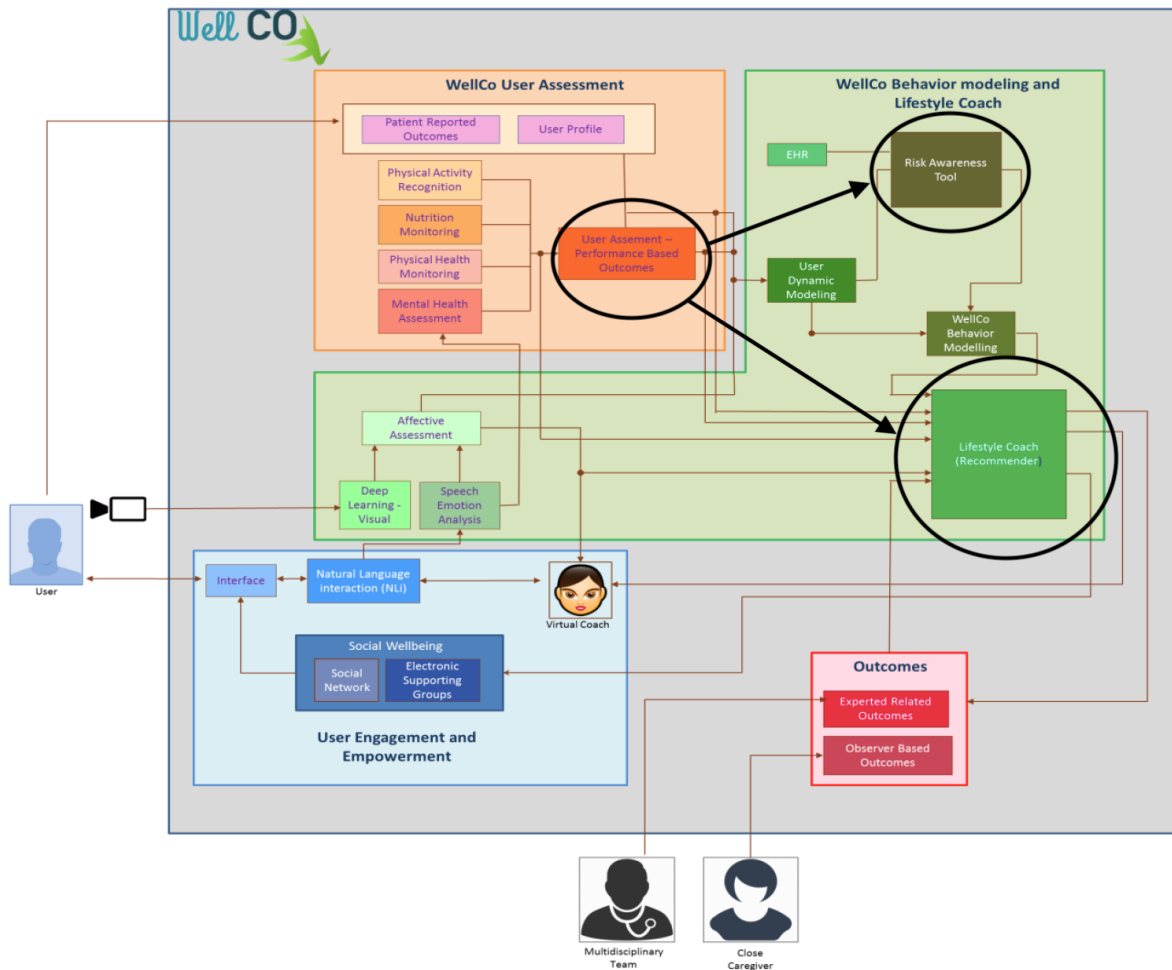 Well CO
WellCo User Assessment
Patient Reported
Outcomes
User Profile
Physical Activity
Recognition
Nutrition
Monitoring
Physical Health
Monitoring
Mental Health
Assessment
User Assement –
Performance Based
Outcomes
WellCo Behavior modeling and
Lifestyle Coach
EHR
Risk Awareness
Tool
User
Dynamic
Modeling
WellCo
Behavior
Modelling
Lifestyle Coach
(Recommender)
Affective
Assessment
Deep
Learning -
Visual
Speech
Emotion
Analysis
User
Interface
Natural Language
interaction (NLi)
Virtual Coach
Social Wellbeing
Social
Network
Electronic
Supporting
Groups
User Engagement and
Empowerment
Outcomes
Experted Related
Outcomes
Observer Based
Outcomes
Multidisciplinary
Team
Close
Caregiver